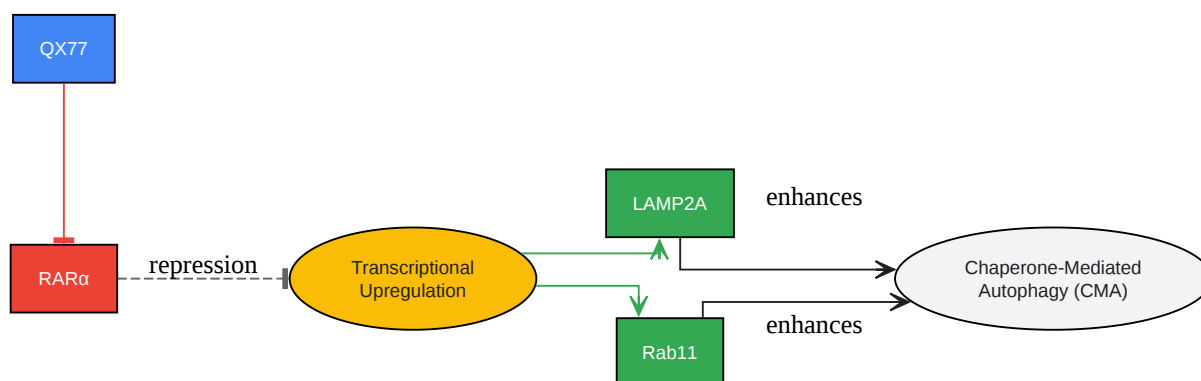 QX77
LAMP2A
enhances
RARα
repression
Transcriptional
Upregulation
Chaperone-Mediated
Autophagy (CMA)
enhances
Rab11